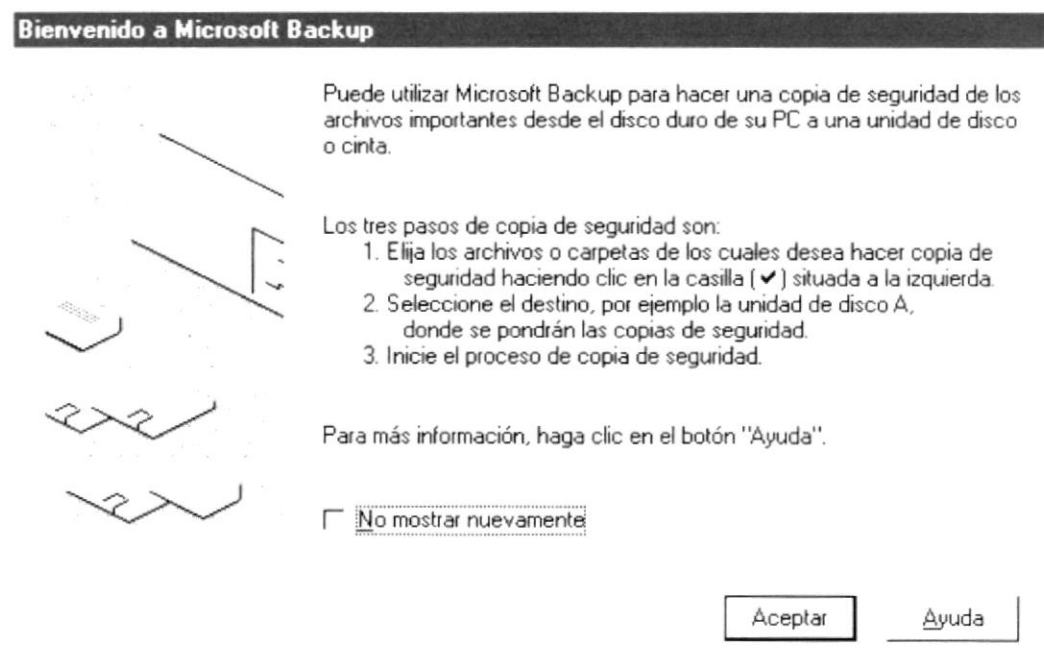 Bienvenido a Microsoft Backup
Puede utilizar Microsoft Backup para hacer una copia de seguridad de los
archivos importantes desde el disco duro de su PC a una unidad de disco
o cinta.
Los tres pasos de copia de seguridad son:
1. Elija los archivos o carpetas de los cuales desea hacer copia de
seguridad haciendo clic en la casilla (✔) situada a la izquierda.
2. Seleccione el destino, por ejemplo la unidad de disco A,
donde se pondrán las copias de seguridad.
3. Inicie el proceso de copia de seguridad.
Para más información, haga clic en el botón "Ayuda".
No mostrar nuevamente
Aceptar Ayuda